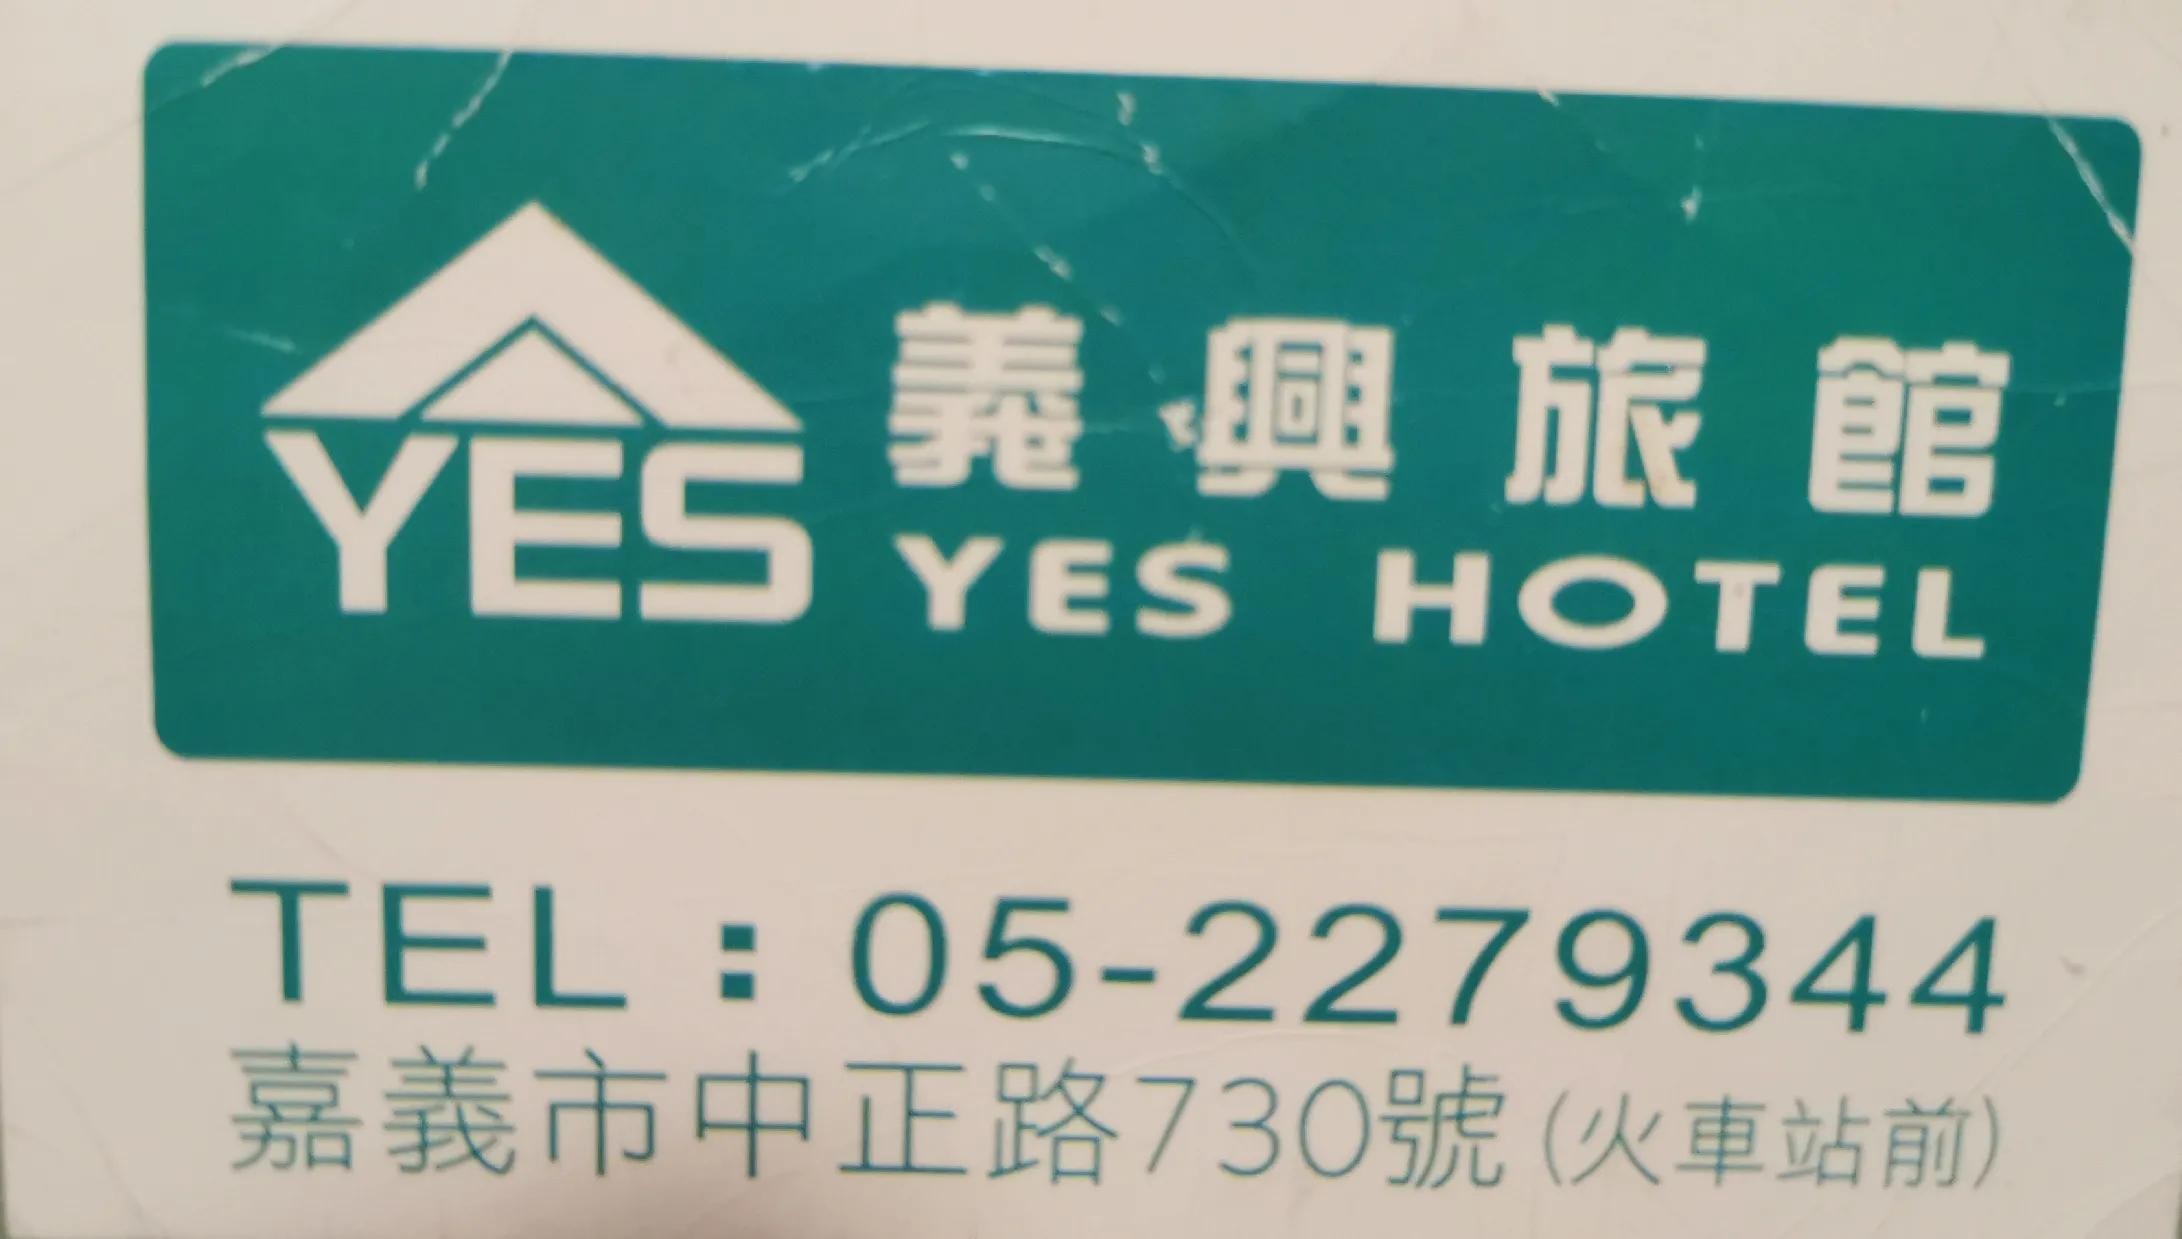 YES
義興旅館
YES HOTEL
TEL：05-2279344
嘉義市中正路730號(火車站前)